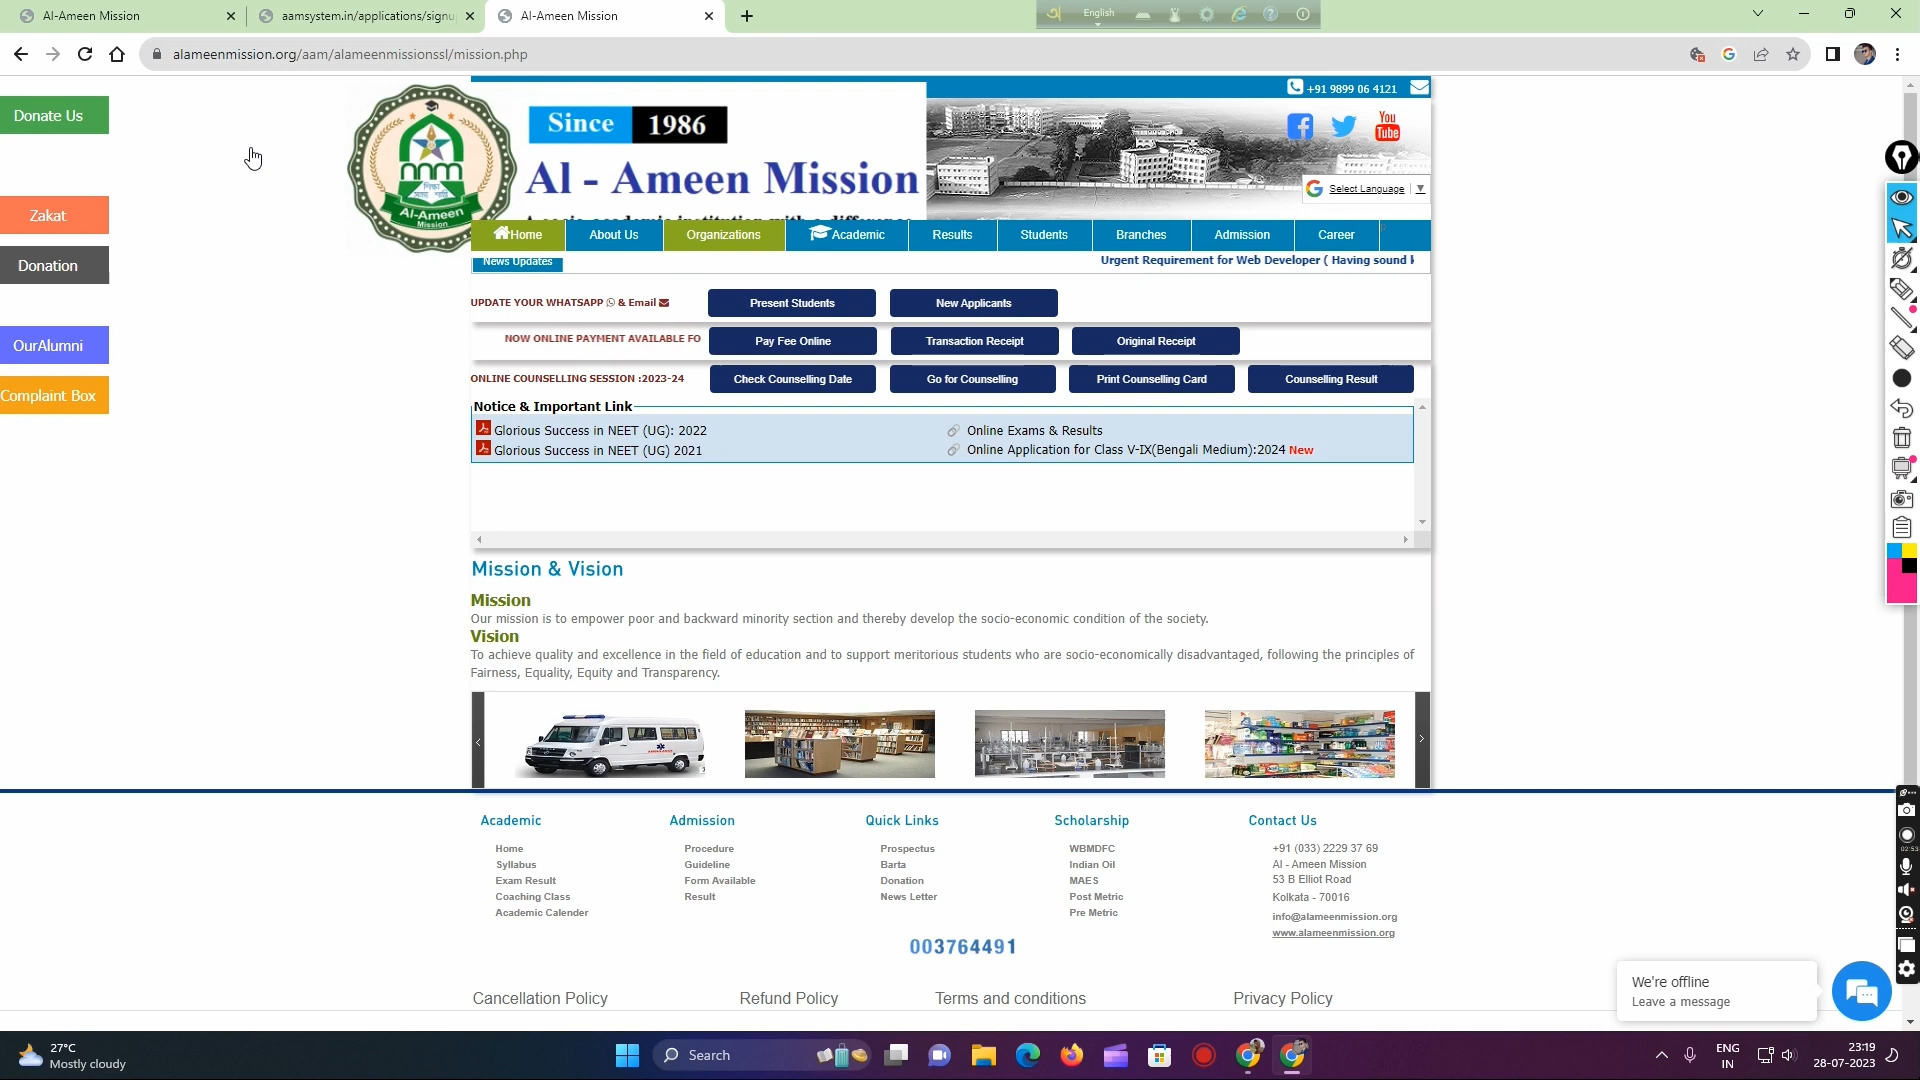 Al-Ameen Mission
aamsystem.in/applications/signu
Al-Ameen Mission
English
alameenmission.org/aam/alameenmissionssl/mission.php
Donate Us
Zakat
Donation
OurAlumni
Complaint Box
+91 9899 06 4121
Since 1986
Al - Ameen Mission
Al-Ameen
Mission
You
Tube
Select Language
Home
About Us
Organizations
Academic
Results
Students
Branches
Admission
Career
News Updates
Urgent Requirement for Web Developer ( Having sound
UPDATE YOUR WHATSAPP & Email
Present Students
New Applicants
NOW ONLINE PAYMENT AVAILABLE FO
Pay Fee Online
Transaction Receipt
Original Receipt
ONLINE COUNSELLING SESSION :2023-24
Check Counselling Date
Go for Counselling
Print Counselling Card
Counselling Result
Notice & Important Link
Glorious Success in NEET (UG): 2022
Online Exams & Results
Glorious Success in NEET (UG) 2021
Online Application for Class V-IX(Bengali Medium):2024 New
Mission & Vision
Mission
Our mission is to empower poor and backward minority section and thereby develop the socio-economic condition of the society.
Vision
To achieve quality and excellence in the field of education and to support meritorious students who are socio-economically disadvantaged, following the principles of
Fairness, Equality, Equity and Transparency.
Academic
Home
Syllabus
Exam Result
Coaching Class
Academic Calender
Admission
Procedure
Guideline
Form Available
Result
Quick Links
Prospectus
Barta
Donation
News Letter
Scholarship
WBMDFC
Indian Oil
MAES
Post Metric
Pre Metric
Contact Us
+91 (033) 2229 37 69
Al - Ameen Mission
53 B Elliot Road
Kolkata - 70016
info@alameenmission.org
www.alameenmission.org
003764491
We're offline
Leave a message
Cancellation Policy
Refund Policy
Terms and conditions
Privacy Policy
02:53
27°C
Mostly cloudy
Search
ENG
IN
23:19
28-07-2023